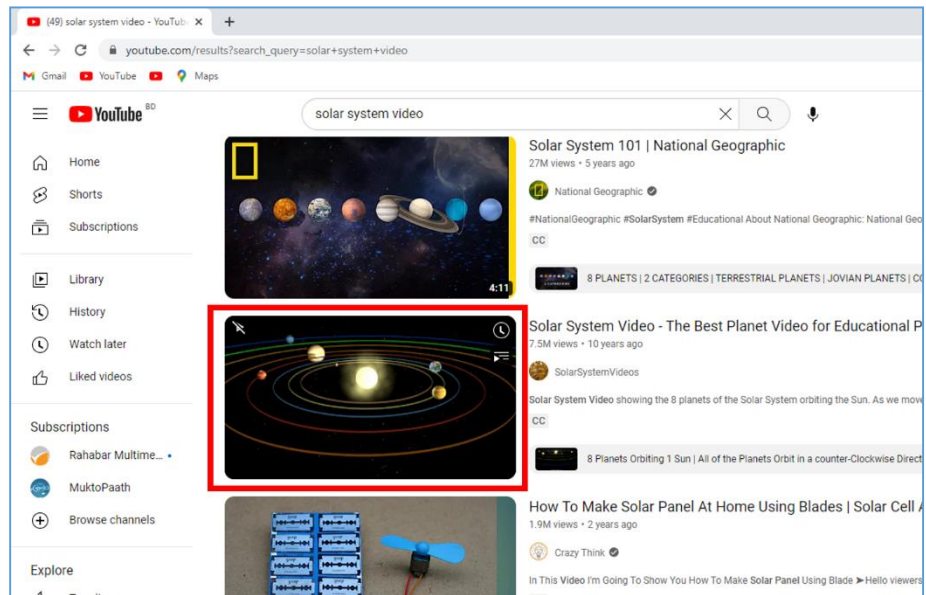 (49) solar system video - YouTub
youtube.com/results?search_query=solar+system+video
Gmail YouTube Maps
YouTube BD
solar system video
Home
Shorts
Subscriptions
Library
History
Watch later
Liked videos
Subscriptions
Rahabar Multime...
MuktoPaath
Browse channels
Explore
4:11
Solar System 101 | National Geographic
27M views • 5 years ago
National Geographic
#NationalGeographic #SolarSystem #Educational About National Geographic: National Geo
CC
8 PLANETS | 2 CATEGORIES | TERRESTRIAL PLANETS | JOVIAN PLANETS | CO
Solar System Video - The Best Planet Video for Educational P
7.5M views • 10 years ago
SolarSystemVideos
Solar System Video showing the 8 planets of the Solar System orbiting the Sun. As we move
CC
8 Planets Orbiting 1 Sun | All of the Planets Orbit in a counter-Clockwise Direct
How To Make Solar Panel At Home Using Blades | Solar Cell A
1.9M views • 2 years ago
Crazy Think
In This Video I'm Going To Show You How To Make Solar Panel Using Blade ➤Hello viewers